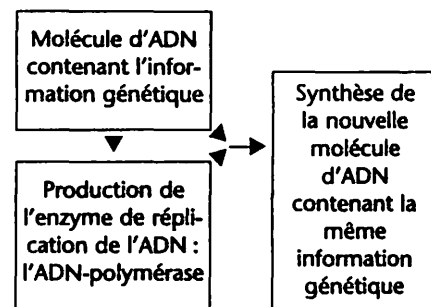 Molécule d'ADN
contenant l'infor-
mation génétique
Production de
l'enzyme de répli-
cation de l'ADN :
l'ADN-polymérase
Synthèse de
la nouvelle
molécule
d'ADN
contenant la
même
information
génétique